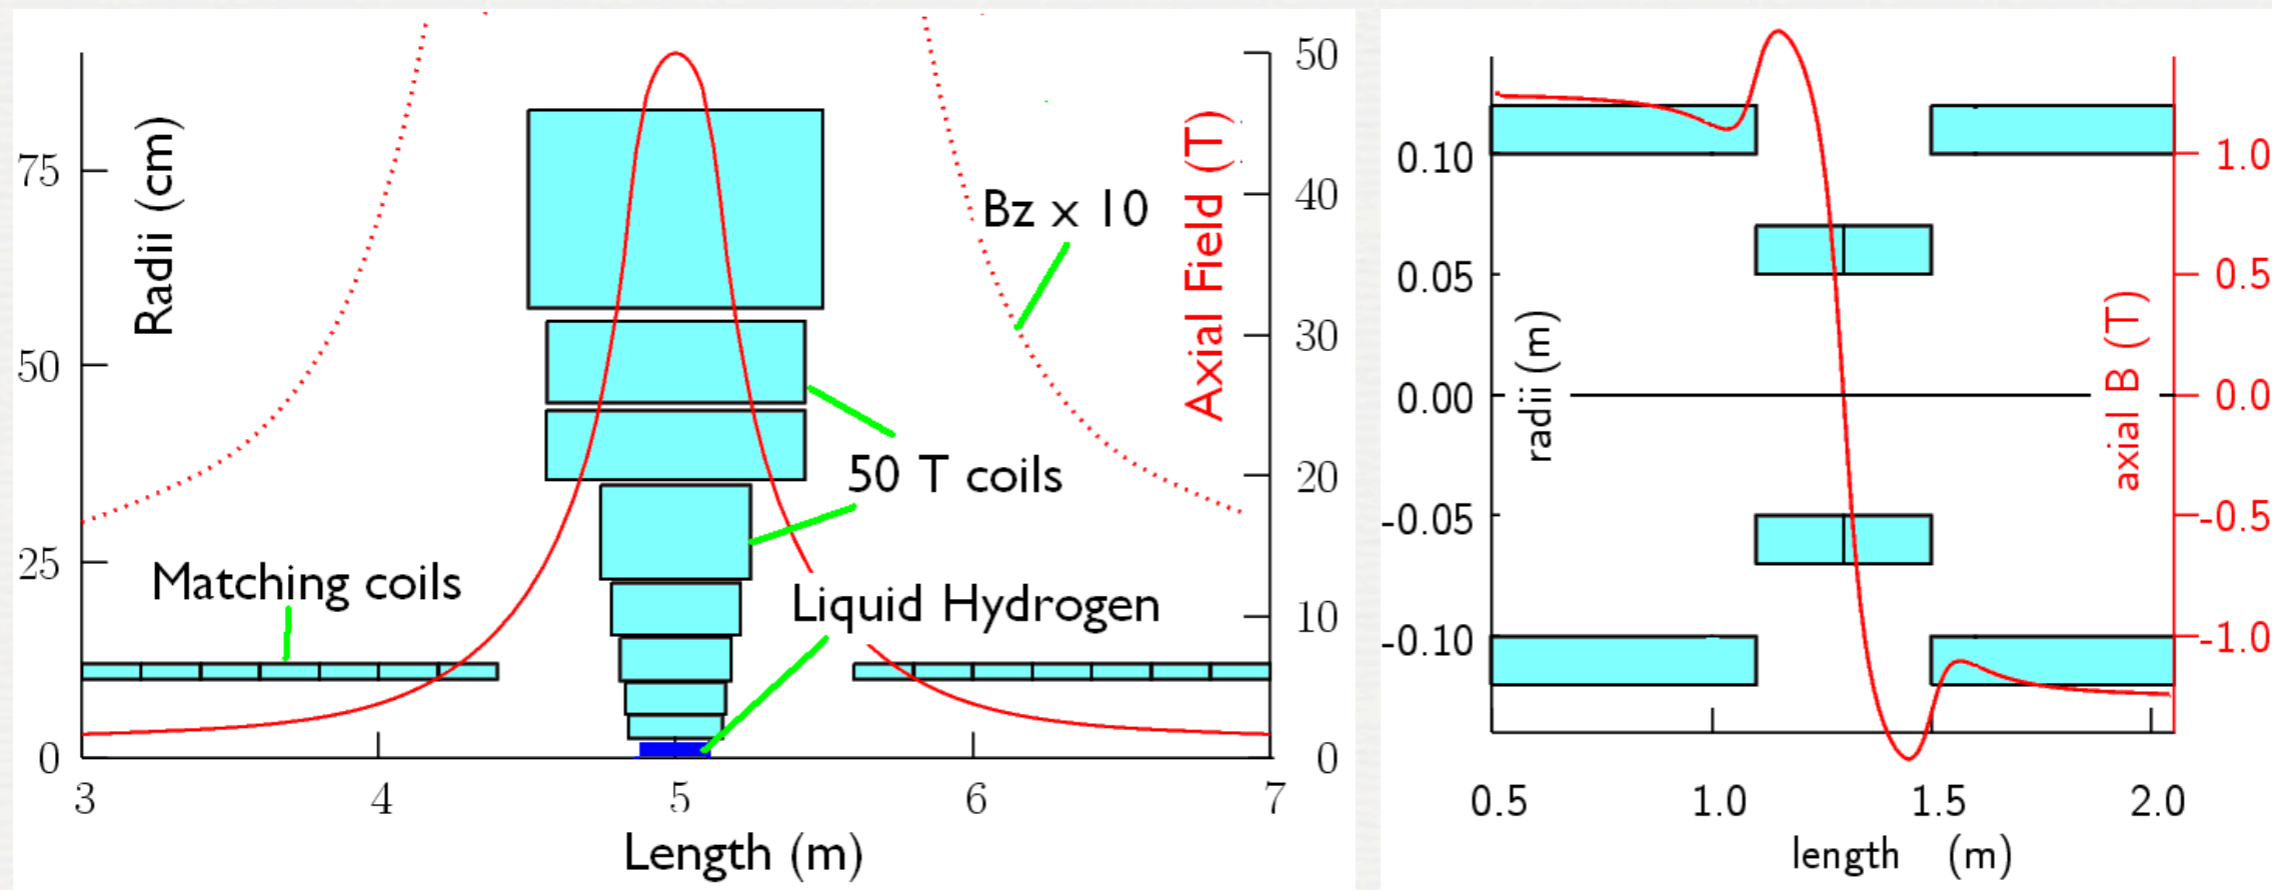 50
Radii (cm)
Axial Field (T)
75
Bz x 10
40
50
30
50 T coils
20
25
Matching coils
Liquid Hydrogen
10
0
0
3
4
5
6
7
Length (m)
0.10
1.0
0.05
0.5
radii (m)
0.00
axial B (T)
0.0
-0.05
-0.5
-0.10
-1.0
0.5
1.0
1.5
2.0
length (m)